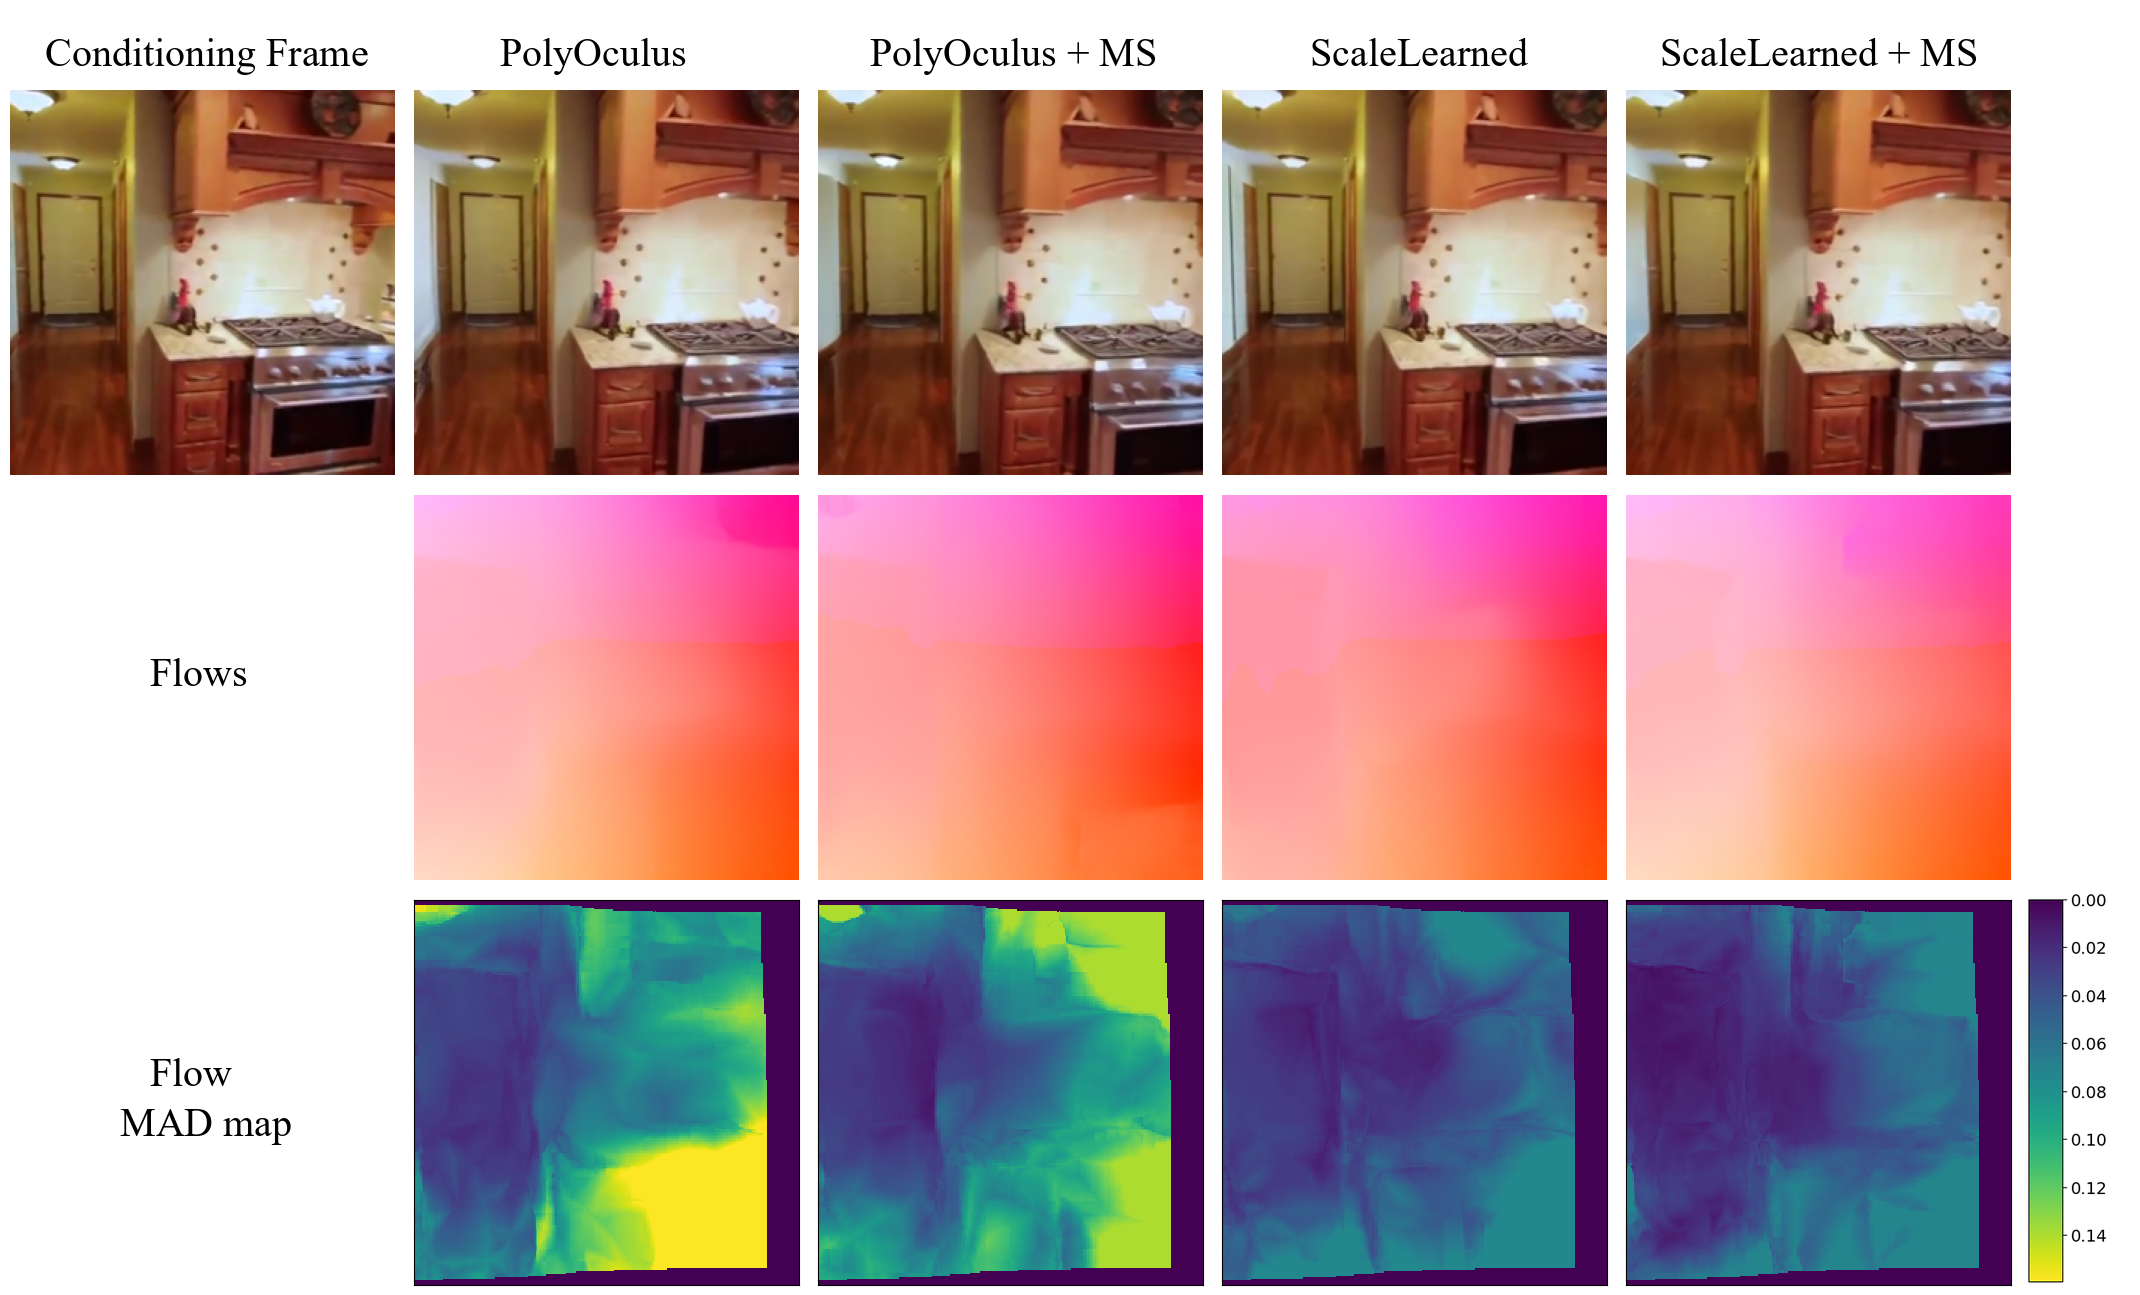 Conditioning Frame
PolyOculus
PolyOculus + MS
ScaleLearned
ScaleLearned + MS
Flows
Flow
MAD map
0.00
0.02
0.04
0.06
0.08
0.10
0.12
0.14